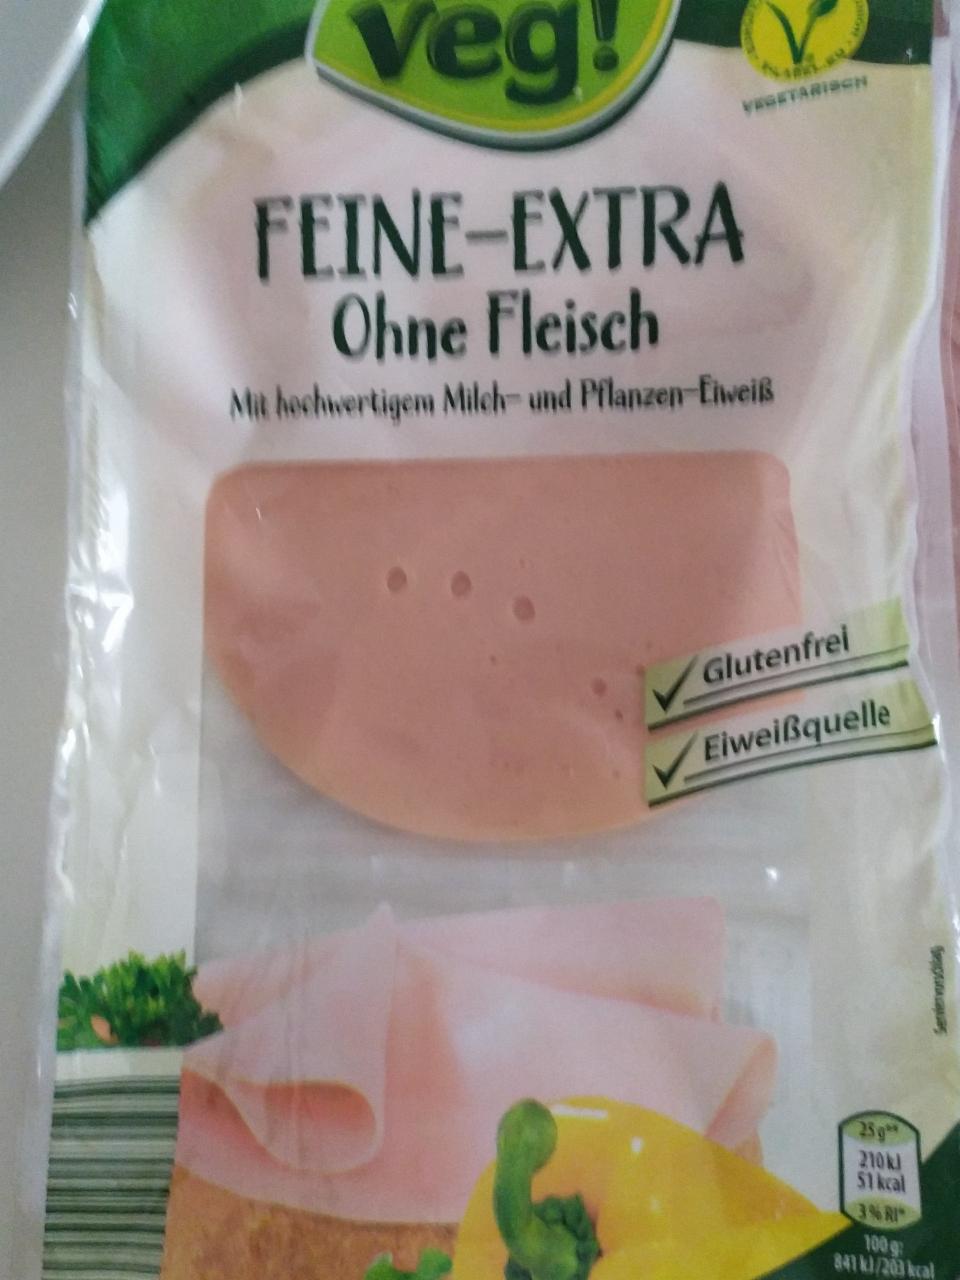 veg!
VEGETARISCH
FEINE-EXTRA
Ohne Fleisch
Mit hochwertigem Milch- und Pflanzen-Eiweiß
Glutenfrei
Eiweißquelle
Serviervorschlag
25 g**
210 kJ
51 kcal
3 % RI*
100 g:
841 kJ/203 kcal